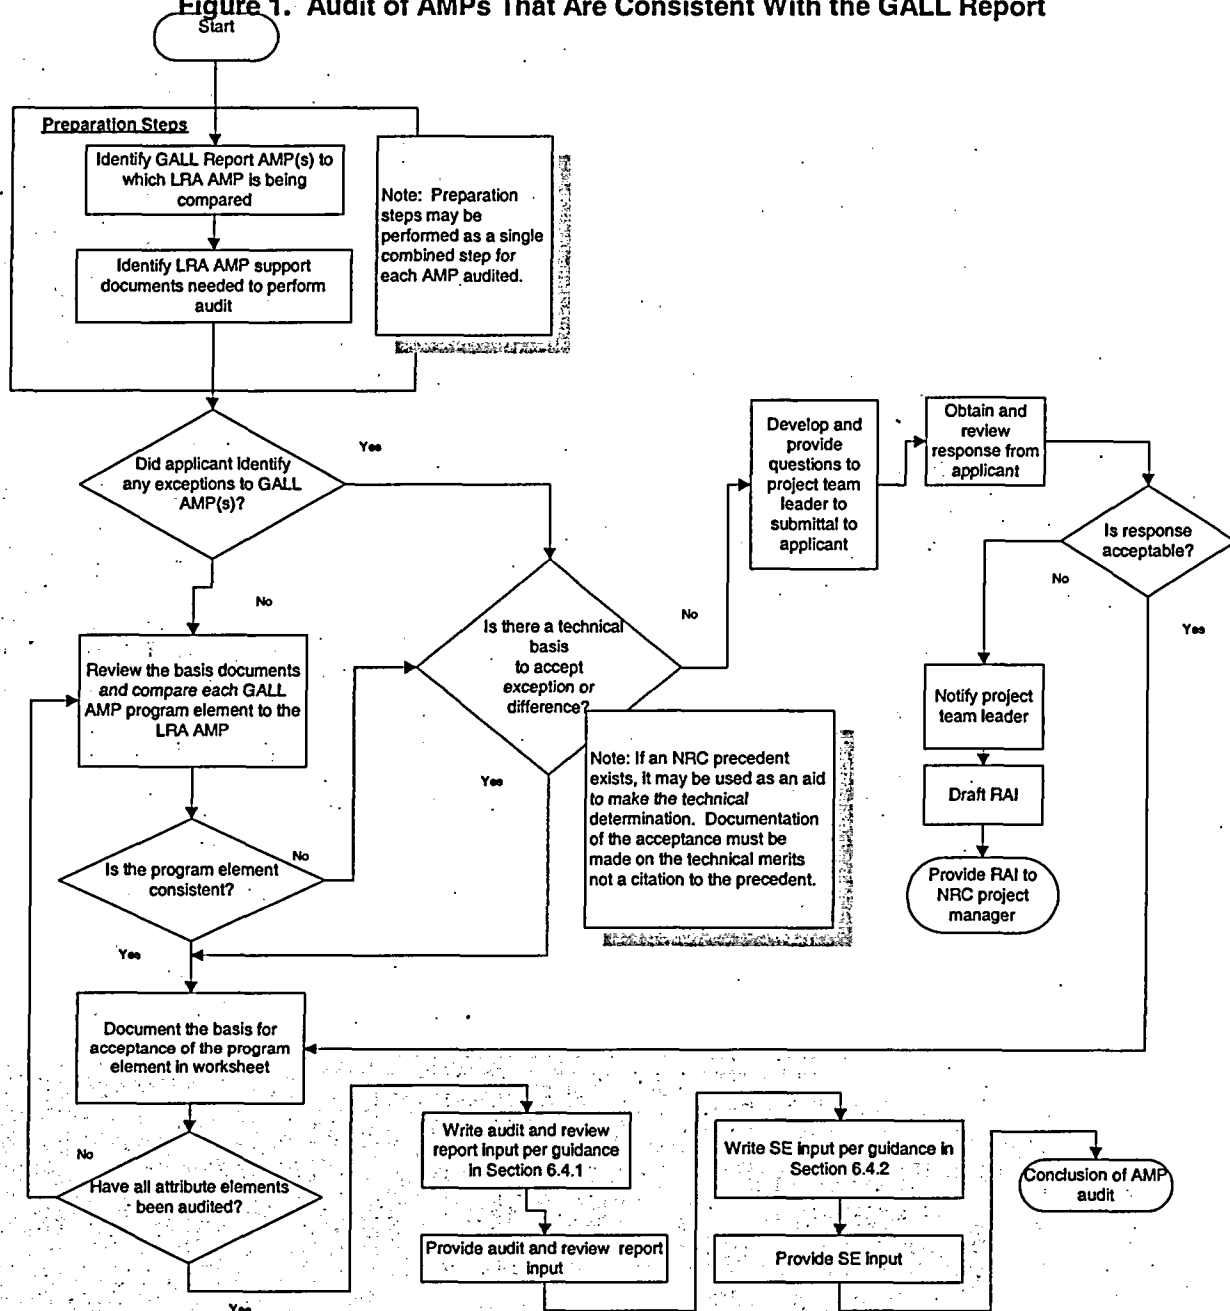 Figure 1. Audit of AMPs That Are Consistent With the GALL Report
Start
Preparation Steps
Identify GALL Report AMP(s) to
which LRA AMP is being
compared
Identify LRA AMP support
documents needed to perform
audit
Note: Preparation
steps may be
performed as a single
combined step for
each AMP audited.
Did applicant identify
any exceptions to GALL
AMP(s)?
Yes
No
Develop and
provide
questions to
project team
leader to
submittal to
applicant
Obtain and
review
response from
applicant
Is response
acceptable?
No
Yes
Is there a technical
basis
to accept
exception or
difference?
No
Yes
Review the basis documents
and compare each GALL
AMP program element to the
LRA AMP
Note: If an NRC precedent
exists, it may be used as an aid
to make the technical
determination. Documentation
of the acceptance must be
made on the technical merits
not a citation to the precedent.
Notify project
team leader
Draft RAI
Provide RAI to
NRC project
manager
Is the program element
consistent?
No
Yes
Document the basis for
acceptance of the program
element in worksheet
Have all attribute elements
been audited?
No
Yes
Write audit and review
report input per guidance
in Section 6.4.1
Provide audit and review report
input
Write SE input per guidance in
Section 6.4.2
Provide SE input
Conclusion of AMP
audit